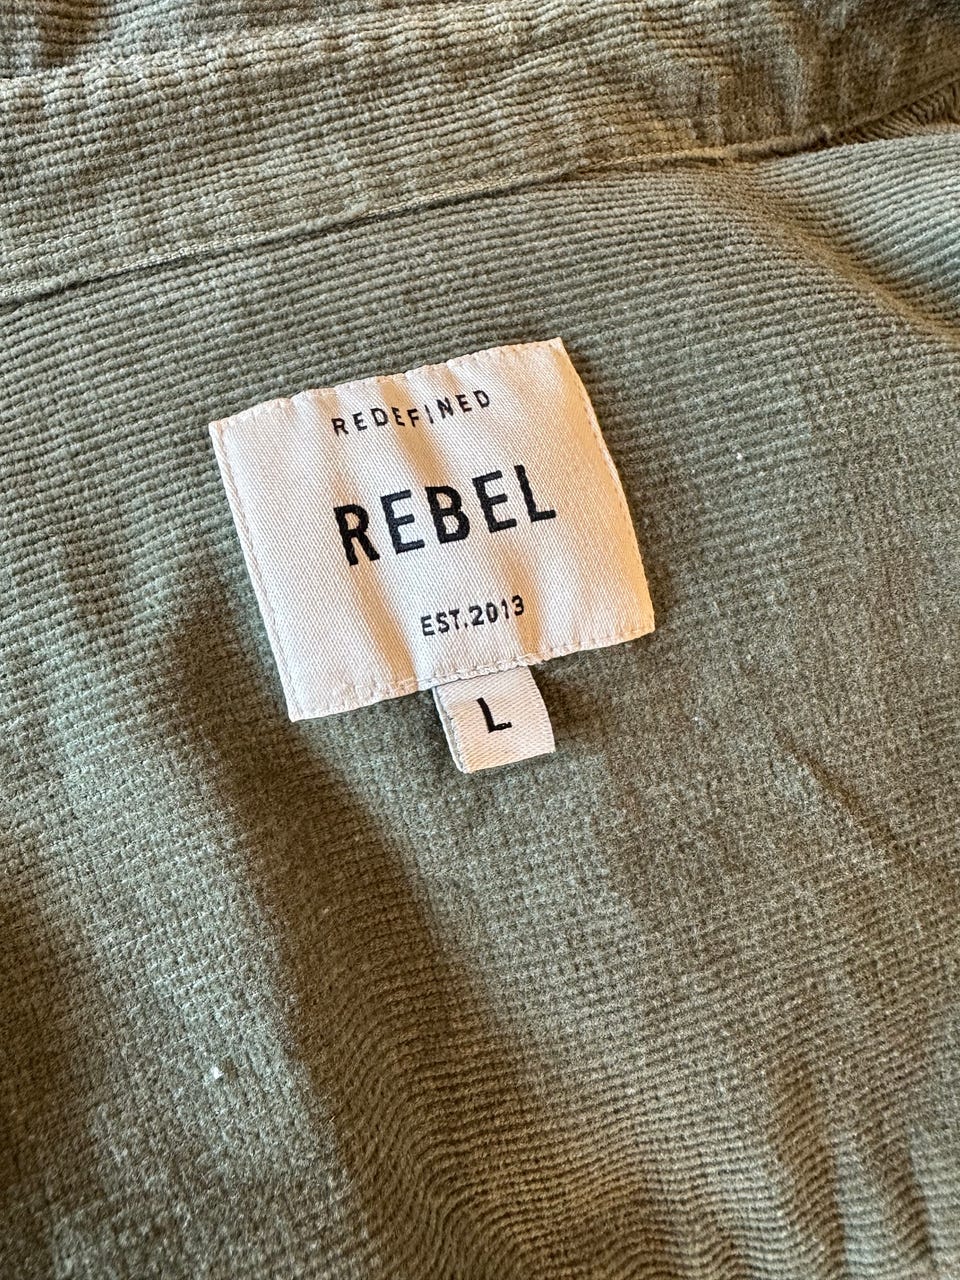 REDEFINED
REBEL
EST.2013
L